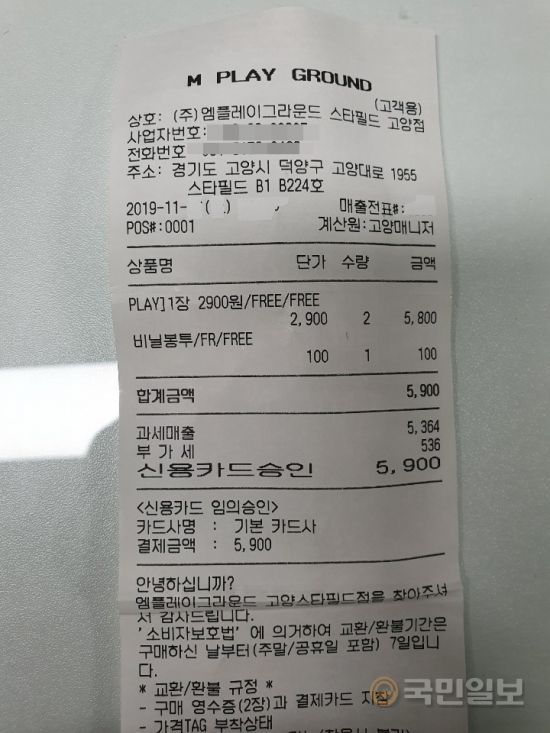 M PLAY GROUND
(고객용)
상호: (주)엠플레이그라운드 스타필드 고양점
사업자번호:
전화번호
주소: 경기도 고양시 덕양구 고양대로 1955
스타필드 B1 B224호
2019-11- ( ) 매출전표#:
POS#:0001 계산원:고양매니저
상품명 단가 수량 금액
PLAY]1장 2900원/FREE/FREE
2,900 2 5,800
비닐봉투/FR/FREE
100 1 100
합계금액 5,900
과세매출 5,364
부 가 세 536
신용카드승인 5,900
<신용카드 임의승인>
카드사명 : 기본 카드사
결제금액 : 5,900
안녕하십니까?
엠플레이그라운드 고양스타필드점을 찾아주셔
서 감사드립니다.
'소비자보호법' 에 의거하여 교환/환불기간은
구매하신 날부터(주말/공휴일 포함) 7일입니
다.
* 교환/환불 규정 *
- 구매 영수증(2장)과 결제카드 지참
- 가격TAG 부착상태
국민일보